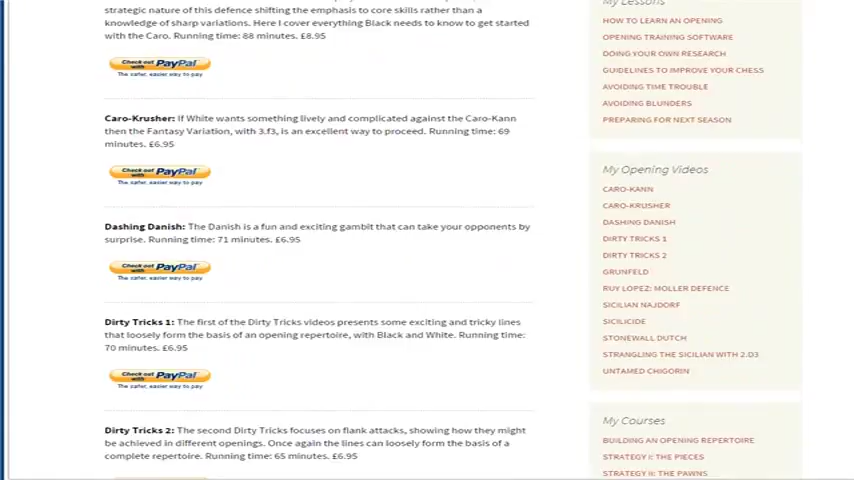 strategic nature of this defence shifting the emphasis to core skills rather than a
knowledge of sharp variations. Here I cover everything Black needs to know to get started
with the Caro. Running time: 88 minutes. £8.95
Check out with PayPal
The safer, easier way to pay
Caro-Krusher: If White wants something lively and complicated against the Caro-Kann
then the Fantasy Variation, with 3.f3, is an excellent way to proceed. Running time: 69
minutes. £6.95
Check out with PayPal
The safer, easier way to pay
Dashing Danish: The Danish is a fun and exciting gambit that can take your opponents by
surprise. Running time: 71 minutes. £6.95
Check out with PayPal
The safer, easier way to pay
Dirty Tricks 1: The first of the Dirty Tricks videos presents some exciting and tricky lines
that loosely form the basis of an opening repertoire, with Black and White. Running time:
70 minutes. £6.95
Check out with PayPal
The safer, easier way to pay
Dirty Tricks 2: The second Dirty Tricks focuses on flank attacks, showing how they might
be achieved in different openings. Once again the lines can loosely form the basis of a
complete repertoire. Running time: 65 minutes. £6.95
My Lessons
HOW TO LEARN AN OPENING
OPENING TRAINING SOFTWARE
DOING YOUR OWN RESEARCH
GUIDELINES TO IMPROVE YOUR CHESS
AVOIDING TIME TROUBLE
AVOIDING BLUNDERS
PREPARING FOR NEXT SEASON
My Opening Videos
CARO-KANN
CARO-KRUSHER
DASHING DANISH
DIRTY TRICKS 1
DIRTY TRICKS 2
GRUNFELD
RUY LOPEZ: MOLLER DEFENCE
SICILIAN NAJDORF
SICILICIDE
STONEWALL DUTCH
STRANGLING THE SICILIAN WITH 2.D3
UNTAMED CHIGORIN
My Courses
BUILDING AN OPENING REPERTOIRE
STRATEGY I: THE PIECES
STRATEGY II: THE PAWNS